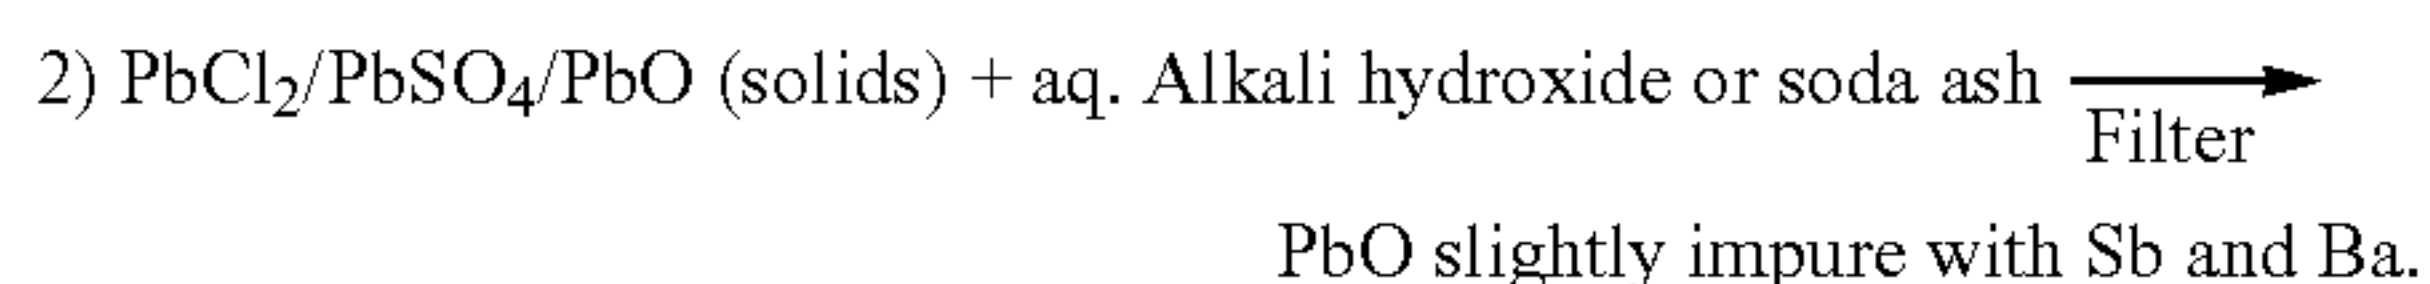 2) PbCl₂/PbSO₄/PbO (solids) + aq. Alkali hydroxide or soda ash ⟶
Filter
PbO slightly impure with Sb and Ba.